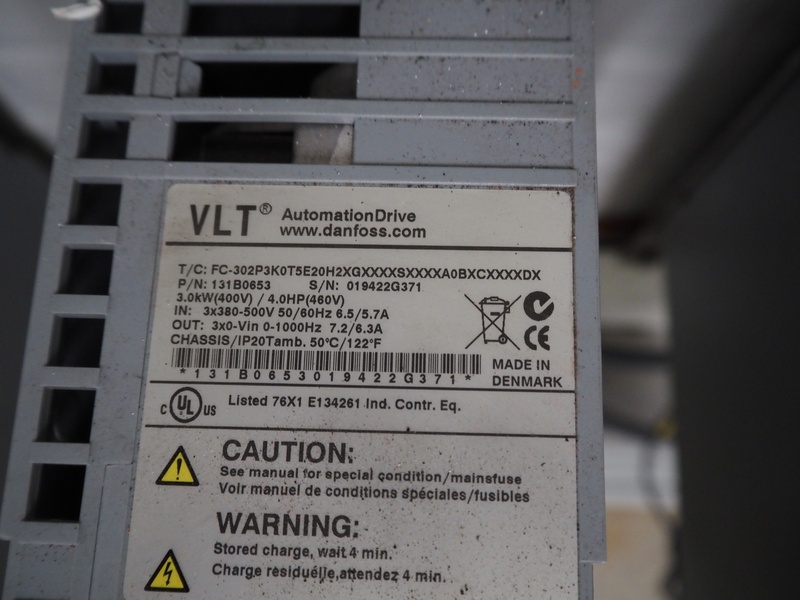 VLT® AutomationDrive
www.danfoss.com
T/C: FC-302P3K0T5E20H2XGXXXXSXXXXA0BXCXXXXDX
P/N: 131B0653 S/N: 019422G371
3.0kW(400V) / 4.0HP(460V)
IN: 3x380-500V 50/60Hz 6.5/5.7A
OUT: 3x0-Vin 0-1000Hz 7.2/6.3A
CHASSIS/IP20Tamb. 50°C/122°F
*131B0653019422G371*
MADE IN
DENMARK
CE
c UL US Listed 76X1 E134261 Ind. Contr. Eq.
CAUTION:
See manual for special condition/mainsfuse
Voir manuel de conditions spéciales/fusibles
WARNING:
Stored charge, wait 4 min.
Charge résiduélle,attendez 4 min.